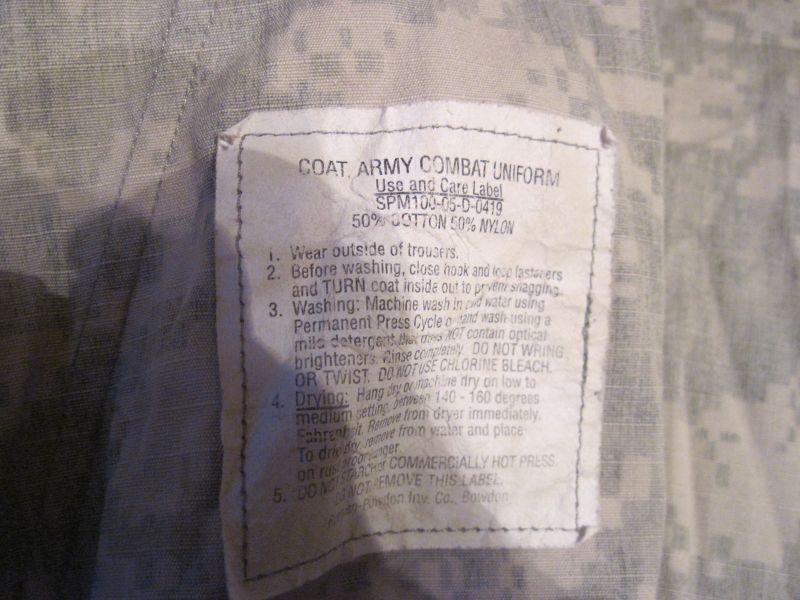 COAT, ARMY COMBAT UNIFORM
Use and Care Label
SPM100-05-D-0419
50% COTTON 50% NYLON
1. Wear outside of trousers.
2. Before washing, close hook and loop fasteners
and TURN coat inside out to prevent snagging
3. Washing: Machine wash in cold water using
Permanent Press Cycle or hand wash using a
mild detergent that does NOT contain optical
brighteners. Rinse completely. DO NOT WRING
OR TWIST. DO NOT USE CHLORINE BLEACH.
4. Drying: Hang dry or machine dry on low to
medium setting, between 140 - 160 degrees
Fahrenheit. Remove from dryer immediately.
To drip dry, remove from water and place
on rust proof hanger
5. DO NOT STARCH or COMMERCIALLY HOT PRESS.
DO NOT REMOVE THIS LABEL.
Bowdon Inv. Co., Bowdon